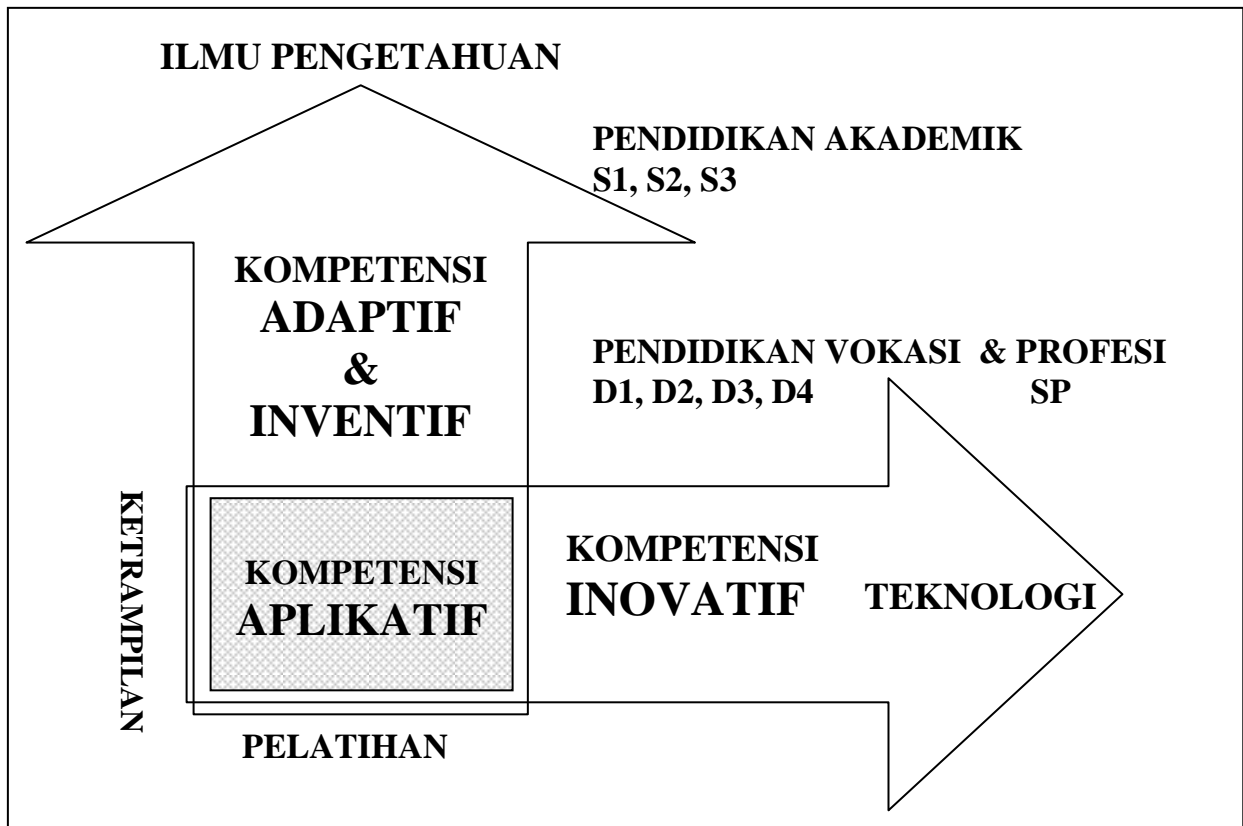 ILMU PENGETAHUAN
PENDIDIKAN AKADEMIK
S1, S2, S3
KOMPETENSI
ADAPTIF
&
INVENTIF
PENDIDIKAN VOKASI & PROFESI
D1, D2, D3, D4 SP
KETRAMPILAN
KOMPETENSI
APLIKATIF
KOMPETENSI
INOVATIF
TEKNOLOGI
PELATIHAN